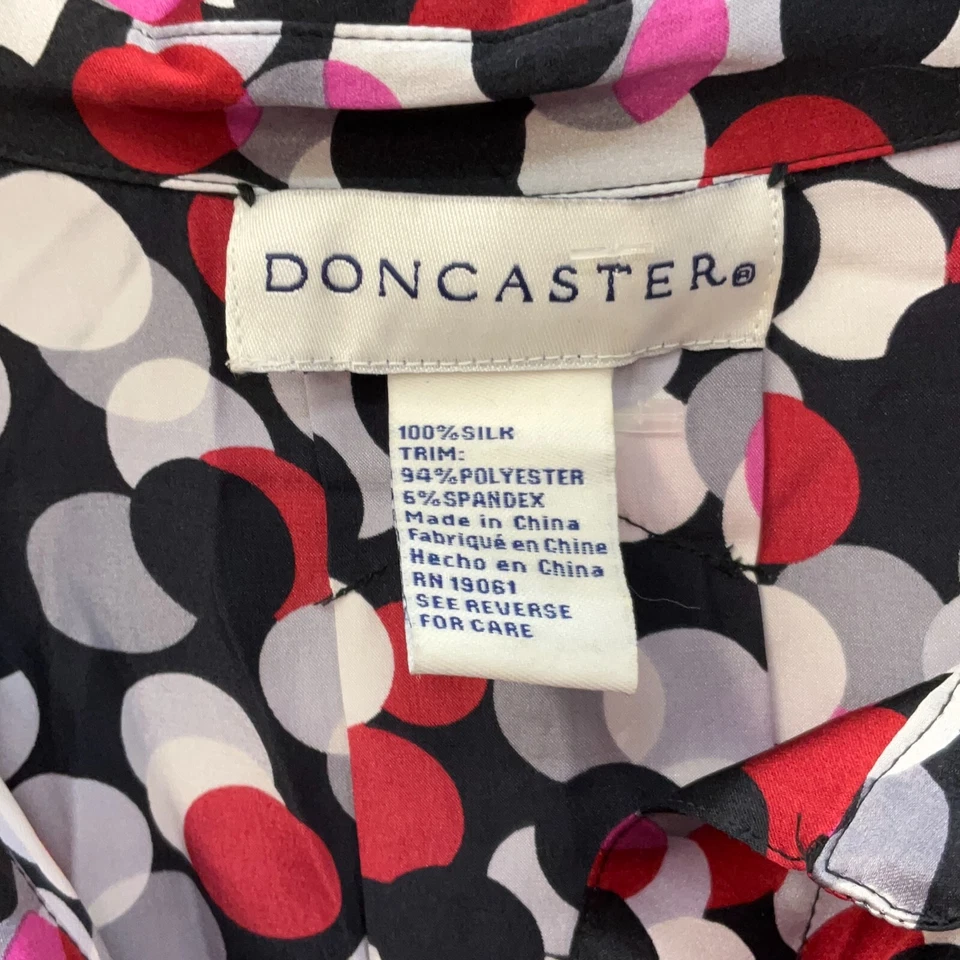 DONCASTER®
100%SILK
TRIM:
94%POLYESTER
6%SPANDEX
Made in China
Fabriqué en Chine
Hecho en China
RN 19061
SEE REVERSE
FOR CARE